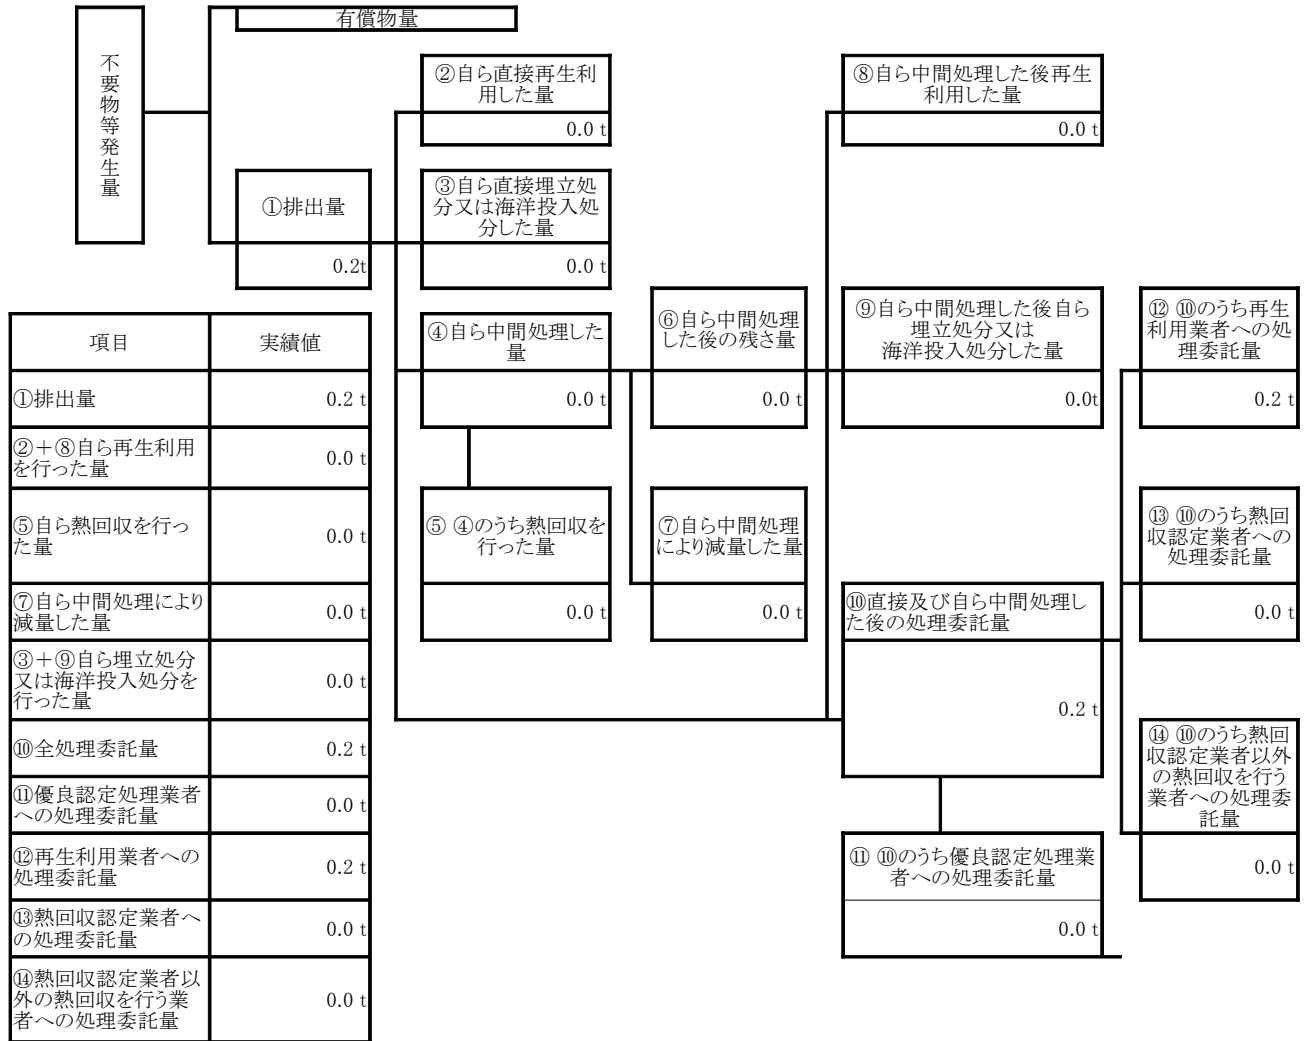 有償物量
不
要
物
等
発
生
量
②自ら直接再生利
用した量
0.0 t
⑧自ら中間処理した後再生
利用した量
0.0 t
①排出量
0.2t
③自ら直接埋立処
分又は海洋投入処
分した量
0.0 t
④自ら中間処理した
量
0.0 t
⑥自ら中間処理
した後の残さ量
0.0 t
⑨自ら中間処理した後自ら
埋立処分又は
海洋投入処分した量
0.0t
⑫ ⑩のうち再生
利用業者への処
理委託量
0.2 t
⑤ ④のうち熱回収を
行った量
0.0 t
⑦自ら中間処理
により減量した量
0.0 t
⑬ ⑩のうち熱回
収認定業者への
処理委託量
0.0 t
⑩直接及び自ら中間処理し
た後の処理委託量
0.2 t
⑭ ⑩のうち熱回
収認定業者以外
の熱回収を行う
業者への処理委
託量
0.0 t
⑪ ⑩のうち優良認定処理業
者への処理委託量
0.0 t
項目 実績値
①排出量 0.2 t
②＋⑧自ら再生利用
を行った量 0.0 t
⑤自ら熱回収を行っ
た量 0.0 t
⑦自ら中間処理により
減量した量 0.0 t
③＋⑨自ら埋立処分
又は海洋投入処分を
行った量 0.0 t
⑩全処理委託量 0.2 t
⑪優良認定処理業者
への処理委託量 0.0 t
⑫再生利用業者への
処理委託量 0.2 t
⑬熱回収認定業者へ
の処理委託量 0.0 t
⑭熱回収認定業者以
外の熱回収を行う業
者への処理委託量 0.0 t